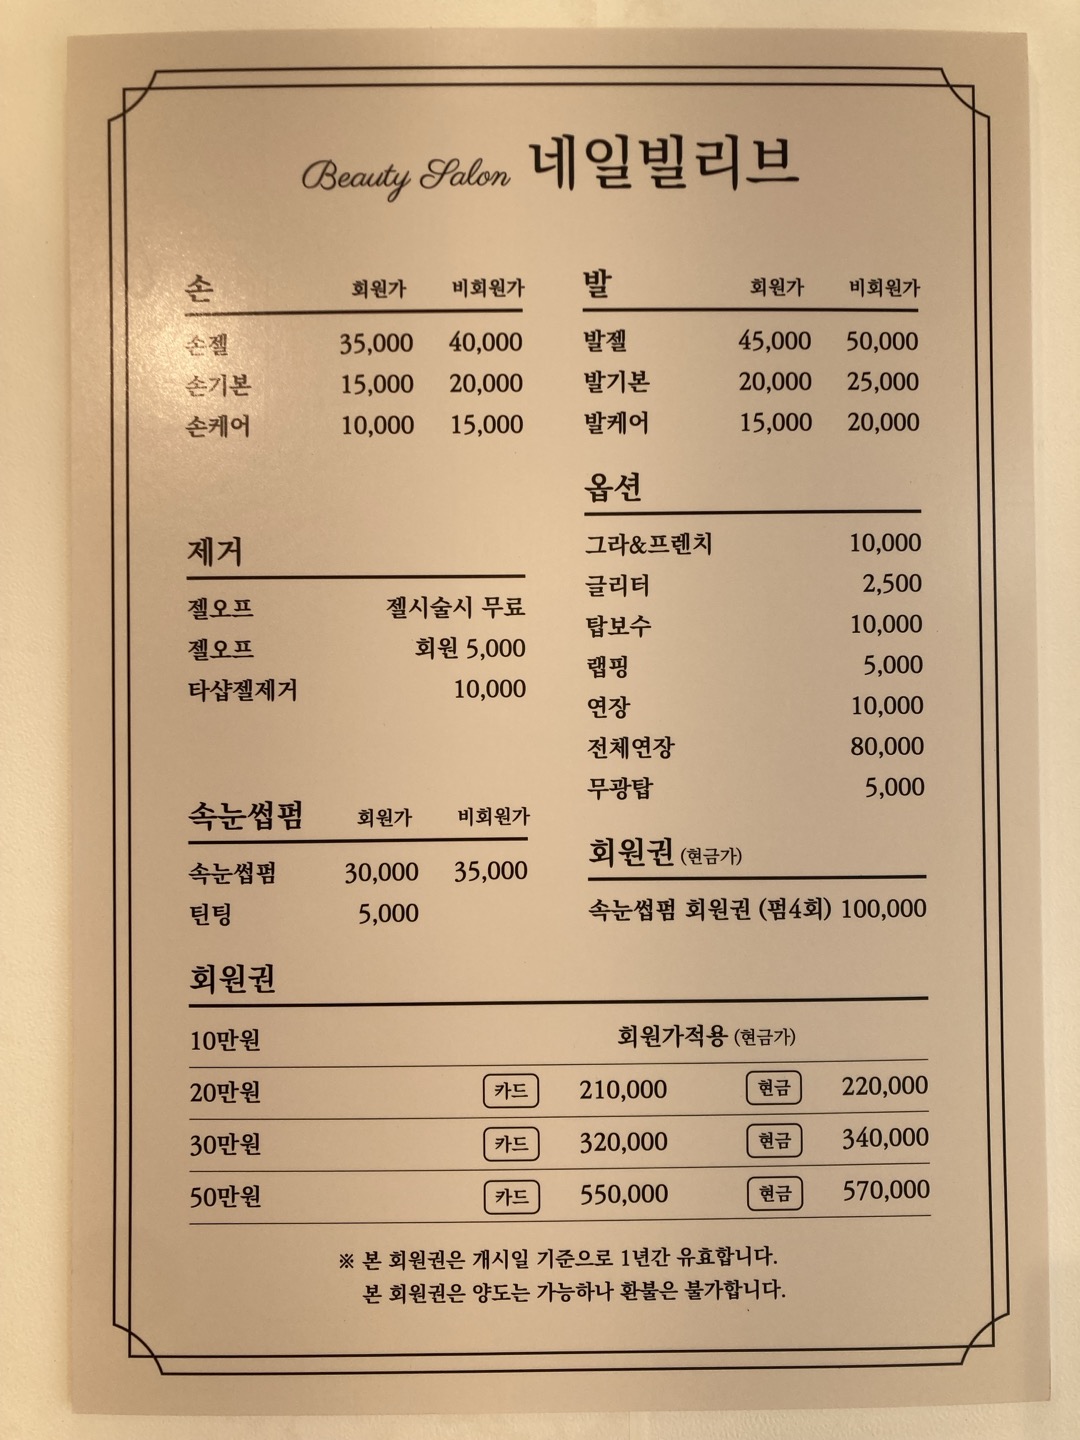 Beauty Salon 네일빌리브
손 회원가 비회원가
손젤 35,000 40,000
손기본 15,000 20,000
손케어 10,000 15,000
발 회원가 비회원가
발젤 45,000 50,000
발기본 20,000 25,000
발케어 15,000 20,000
제거
젤오프 젤시술시 무료
젤오프 회원 5,000
타샵젤제거 10,000
옵션
그라&프렌치 10,000
글리터 2,500
탑보수 10,000
랩핑 5,000
연장 10,000
전체연장 80,000
무광탑 5,000
속눈썹펌 회원가 비회원가
속눈썹펌 30,000 35,000
틴팅 5,000
회원권 (현금가)
속눈썹펌 회원권 (펌4회) 100,000
회원권
10만원 회원가적용 (현금가)
20만원 카드 210,000 현금 220,000
30만원 카드 320,000 현금 340,000
50만원 카드 550,000 현금 570,000
※ 본 회원권은 개시일 기준으로 1년간 유효합니다.
본 회원권은 양도는 가능하나 환불은 불가합니다.